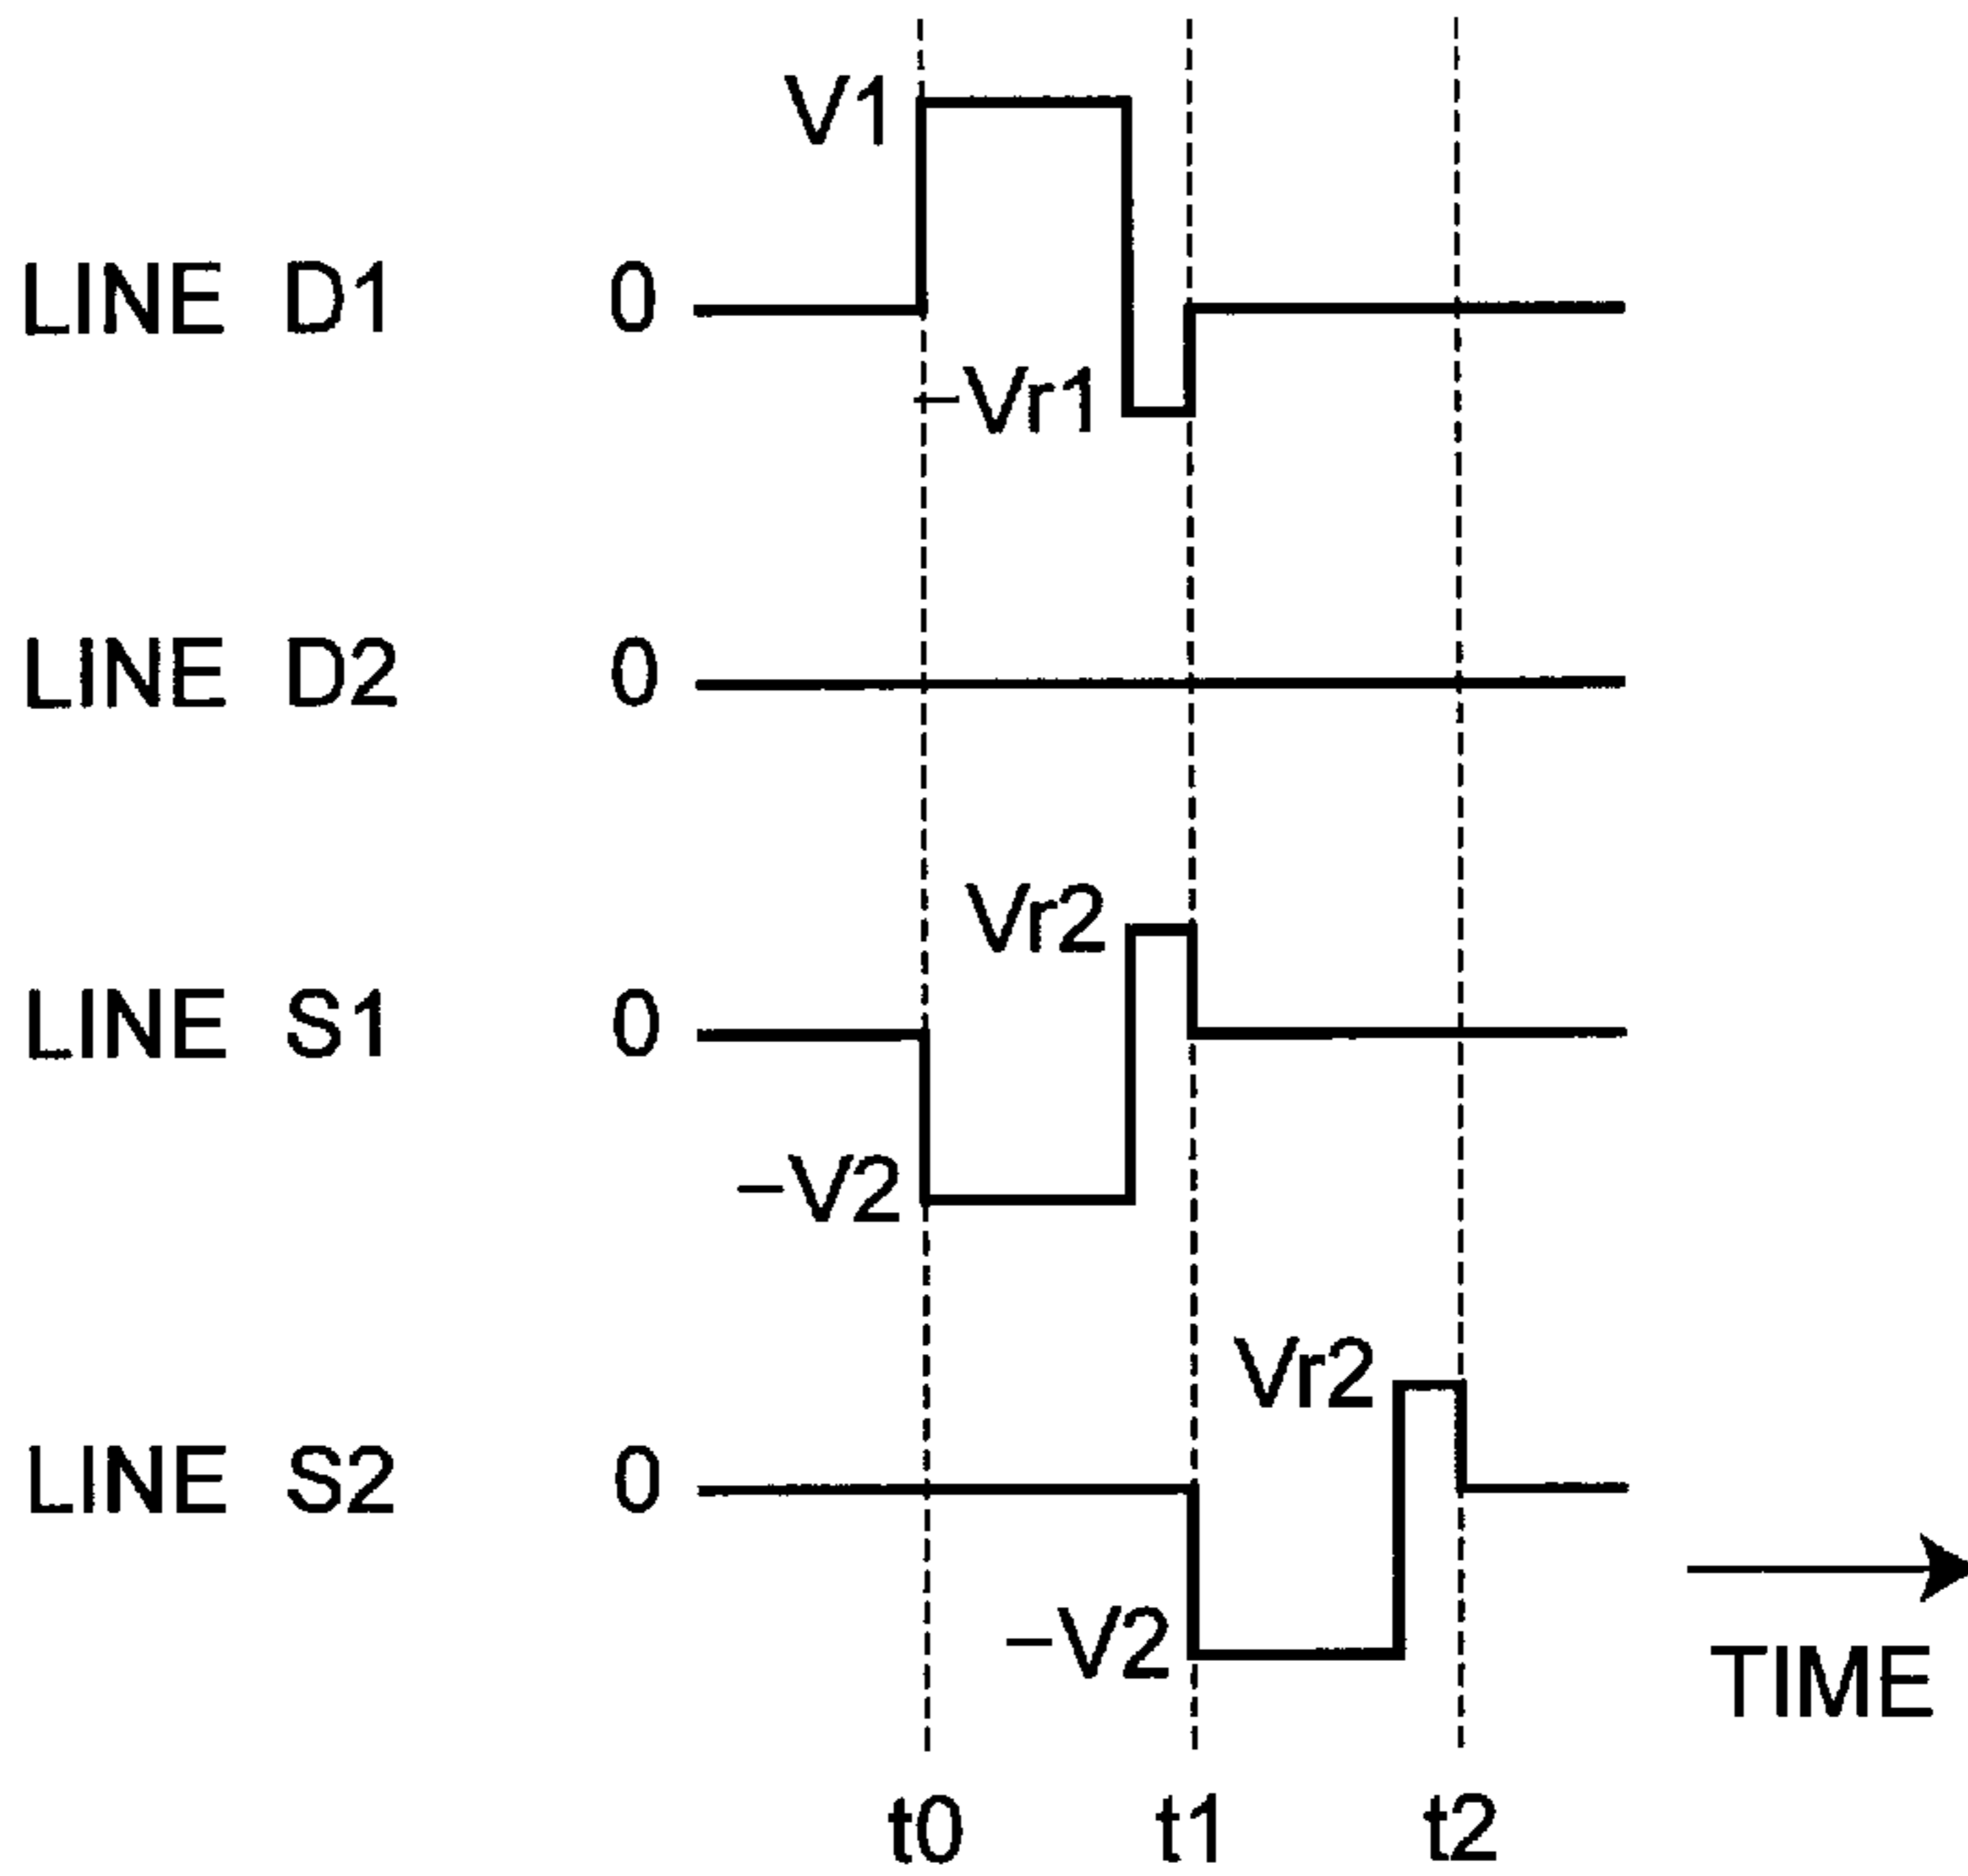 V1
LINE D1 0
−Vr1
LINE D2 0
Vr2
LINE S1 0
−V2
Vr2
LINE S2 0
−V2
TIME
t0 t1 t2